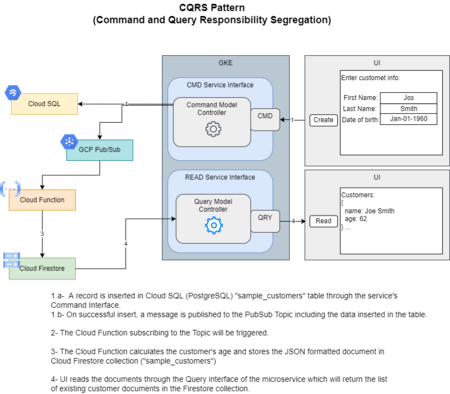 CQRS Pattern
(Command and Query Responsibility Segregation)
GKE
UI
CMD Service Interface
Enter customet info:
Cloud SQL
Command Model
Controller
CMD
1
1
Create
First Name:
Jos
Last Name:
Smith
Date of birth:
Jan-01-1960
GCP Pub/Sub
READ Service Interface
UI
Cloud Function
Query Model
Controller
QRY
4
Read
Customers:
{
name: Joe Smith
age: 62
} ...
3
4
Cloud Firestore
1.a- A record is inserted in Cloud SQL (PostgreSQL) "sample_customers" table through the service's
Command Interface.
1.b- On successful insert, a message is published to the PubSub Topic including the data inserted in the table.
2- The Cloud Function subscribing to the Topic will be triggered.
3- The Cloud Function calculates the customer's age and stores the JSON formatted document in
Cloud Firestore collection ("sample_customers")
4- UI reads the documents through the Query interface of the microservice which will return the list
of existing customer documents in the Firestore collection.